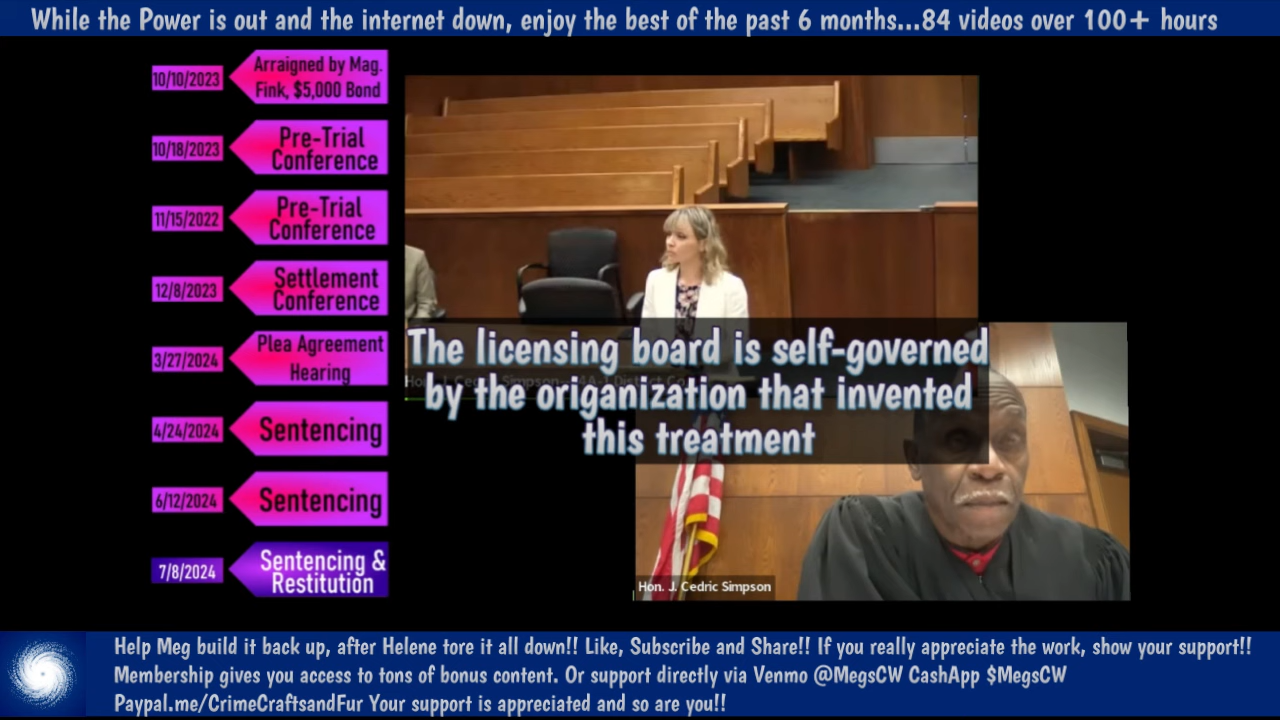 While the Power is out and the internet down, enjoy the best of the past 6 months...84 videos over 100+ hours
10/10/2023
Arraigned by Mag.
Fink, $5,000 Bond
10/18/2023
Pre-Trial
Conference
11/15/2022
Pre-Trial
Conference
12/8/2023
Settlement
Conference
3/27/2024
Plea Agreement
Hearing
4/24/2024
Sentencing
6/12/2024
Sentencing
7/8/2024
Sentencing &
Restitution
The licensing board is self-governed
by the origanization that invented
this treatment
Hon. J. Cedric Simpson
Help Meg build it back up, after Helene tore it all down!! Like, Subscribe and Share!! If you really appreciate the work, show your support!!
Membership gives you access to tons of bonus content. Or support directly via Venmo @MegsCW CashApp $MegsCW
Paypal.me/CrimeCraftsandFur Your support is appreciated and so are you!!